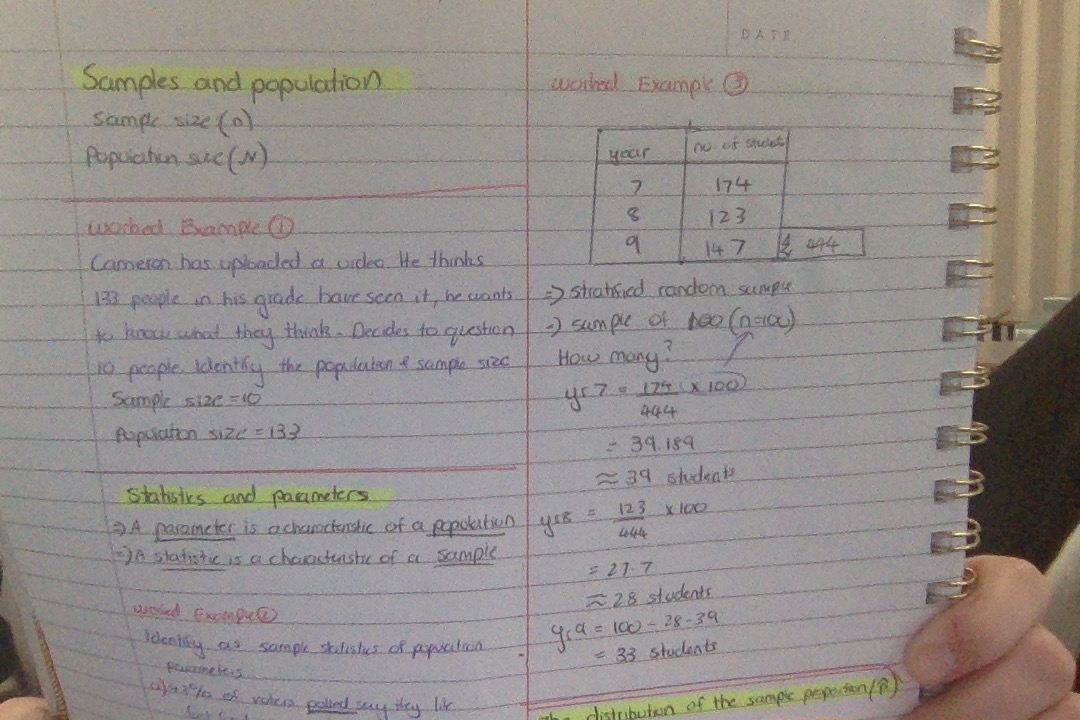 DATE
Samples and population
Sample size (n)
Population size (N)
Worked Example ①
Cameron has uploaded a video. He thinks
133 people in his grade have seen it, he wants
to know what they think. Decides to question
10 people. Identify the population & sample size
Sample size = 10
Population size = 133
Statistics and parameters
⇒ A parameter is a characteristic of a population
⇒ A statistic is a characteristic of a sample
Worked Example ②
Identify as sample statistics of population
parameters
a) 43% of voters polled say they like
Worked Example ③
year no. of students
7 174
8 123
9 147 444
⇒ stratified random sample
⇒ sample of 100 (n=100)
How many?
yr 7 = 174 (x 100)
444
= 39.189
≈ 39 students
yr 8 = 123 x 100
444
= 27.7
≈ 28 students
yr 9 = 100 - 28 - 39
= 33 students
The distribution of the sample proportion (p̂)